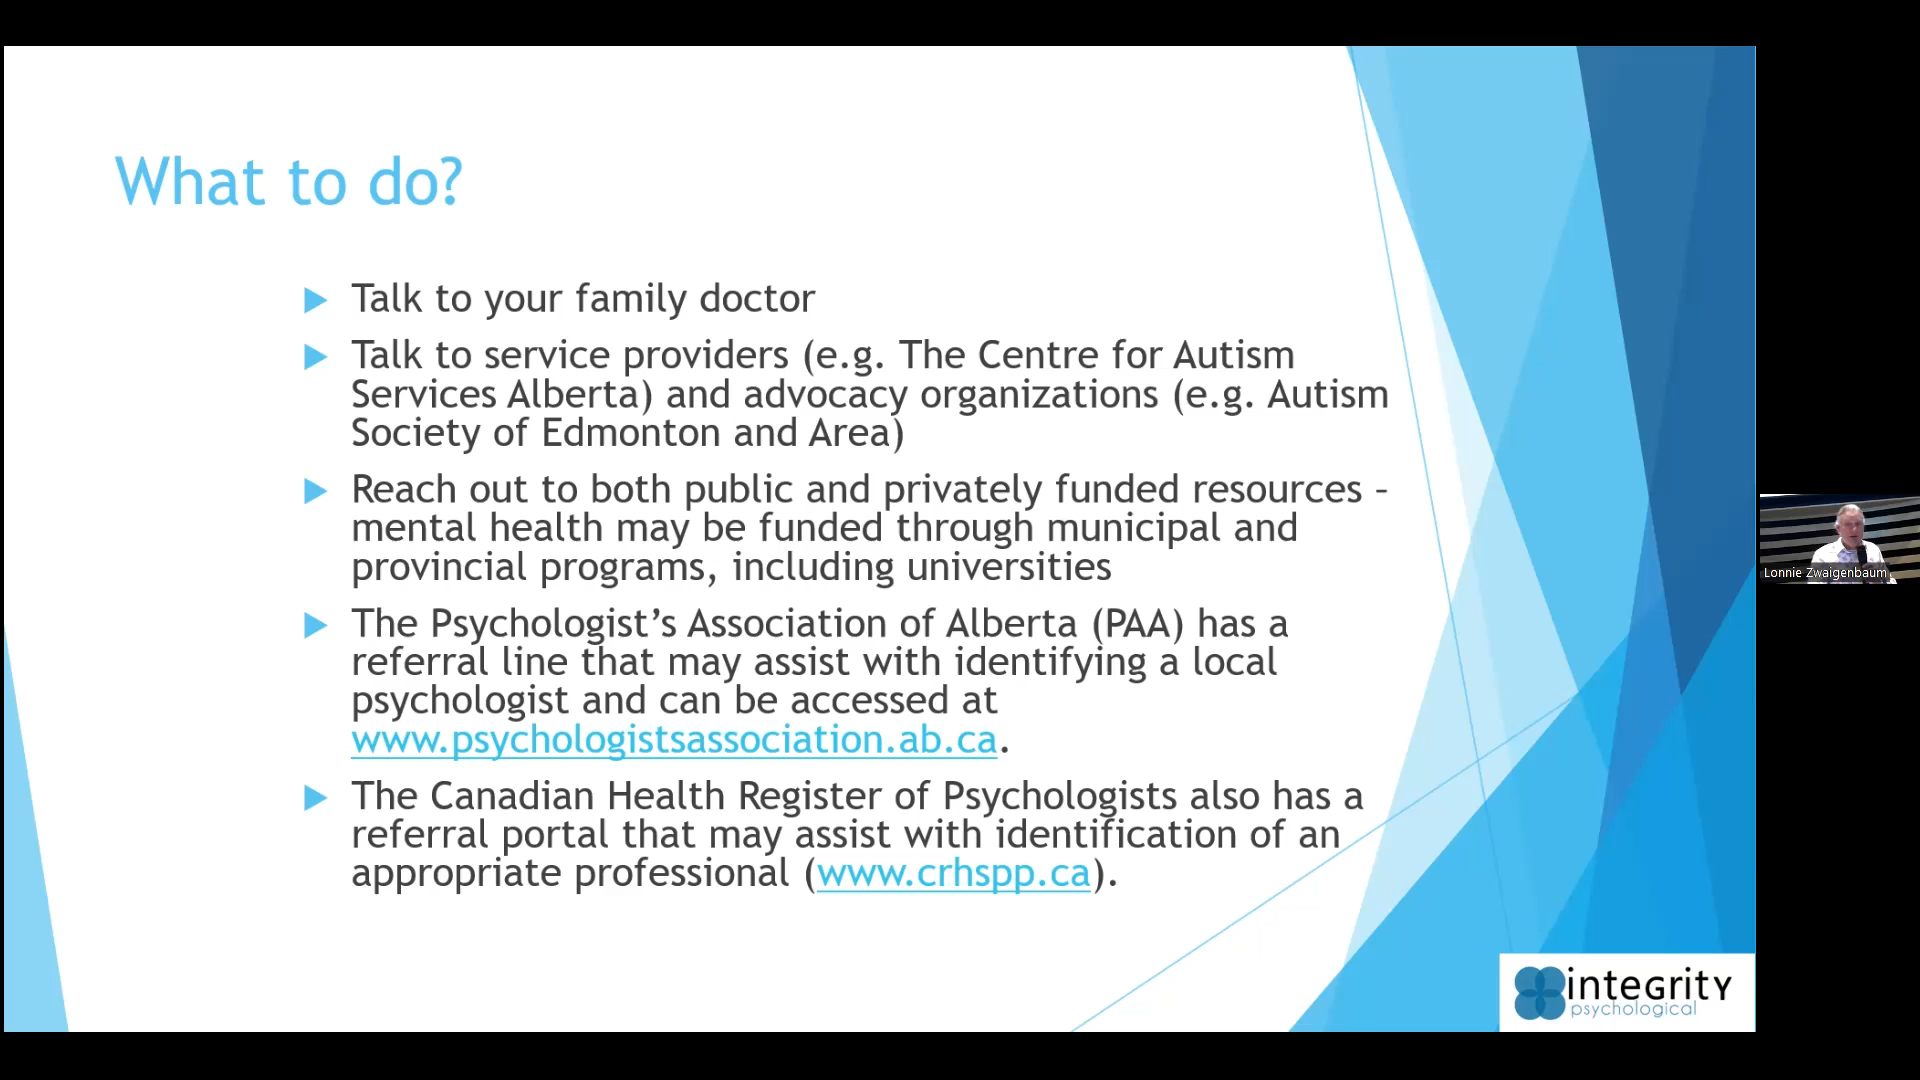 What to do?
Talk to your family doctor
Talk to service providers (e.g. The Centre for Autism
Services Alberta) and advocacy organizations (e.g. Autism
Society of Edmonton and Area)
Reach out to both public and privately funded resources –
mental health may be funded through municipal and
provincial programs, including universities
The Psychologist’s Association of Alberta (PAA) has a
referral line that may assist with identifying a local
psychologist and can be accessed at
www.psychologistsassociation.ab.ca.
The Canadian Health Register of Psychologists also has a
referral portal that may assist with identification of an
appropriate professional (www.crhspp.ca).
Lonnie Zwaigenbaum
integrity
psychological